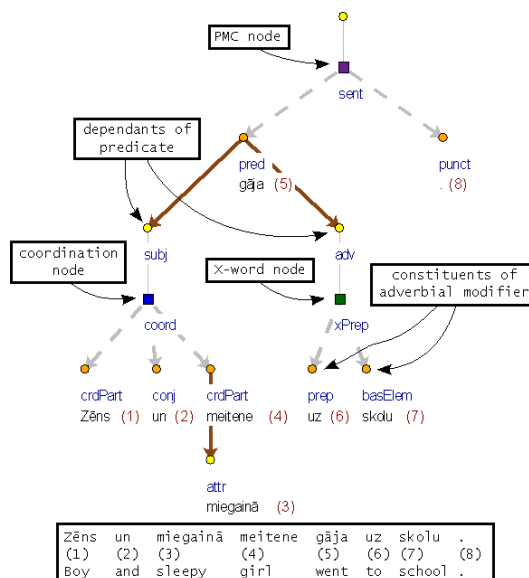 PMC node
sent
dependants of
predicate
pred
gāja (5)
punct
. (8)
coordination
node
subj
X-word node
adv
constituents of
adverbial modifier
coord
xPrep
crdPart conj crdPart prep basElem
Zēns (1) un (2) meitene (4) uz (6) skolu (7)
attr
miegainā (3)
Zēns un miegainā meitene gāja uz skolu .
(1) (2) (3) (4) (5) (6) (7) (8)
Boy and sleepy girl went to school .